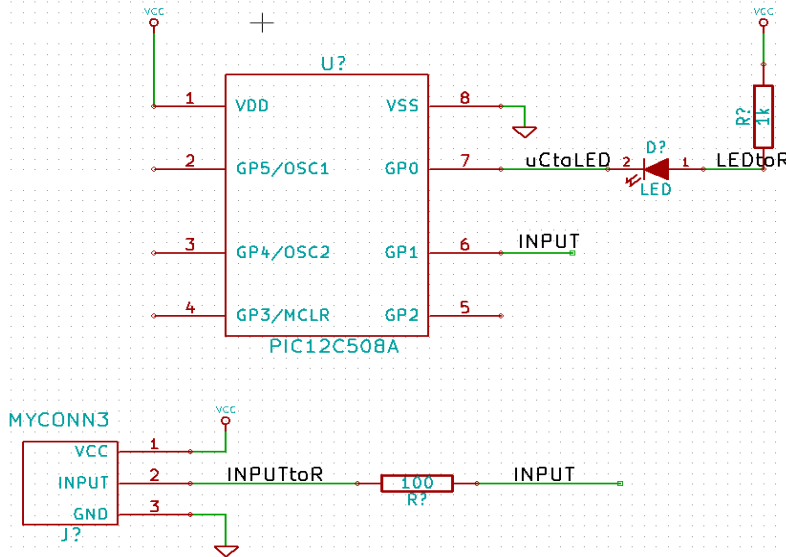 VCC
VCC
U?
1 VDD VSS 8
R? 1k
D?
2 GP5/OSC1 GP0 7 uCtoLED 2 1 LEDtoR
LED
3 GP4/OSC2 GP1 6 INPUT
4 GP3/MCLR GP2 5
PIC12C508A
MYCONN3
VCC
VCC 1
INPUT 2 INPUTtoR 100 INPUT
R?
GND 3
J?